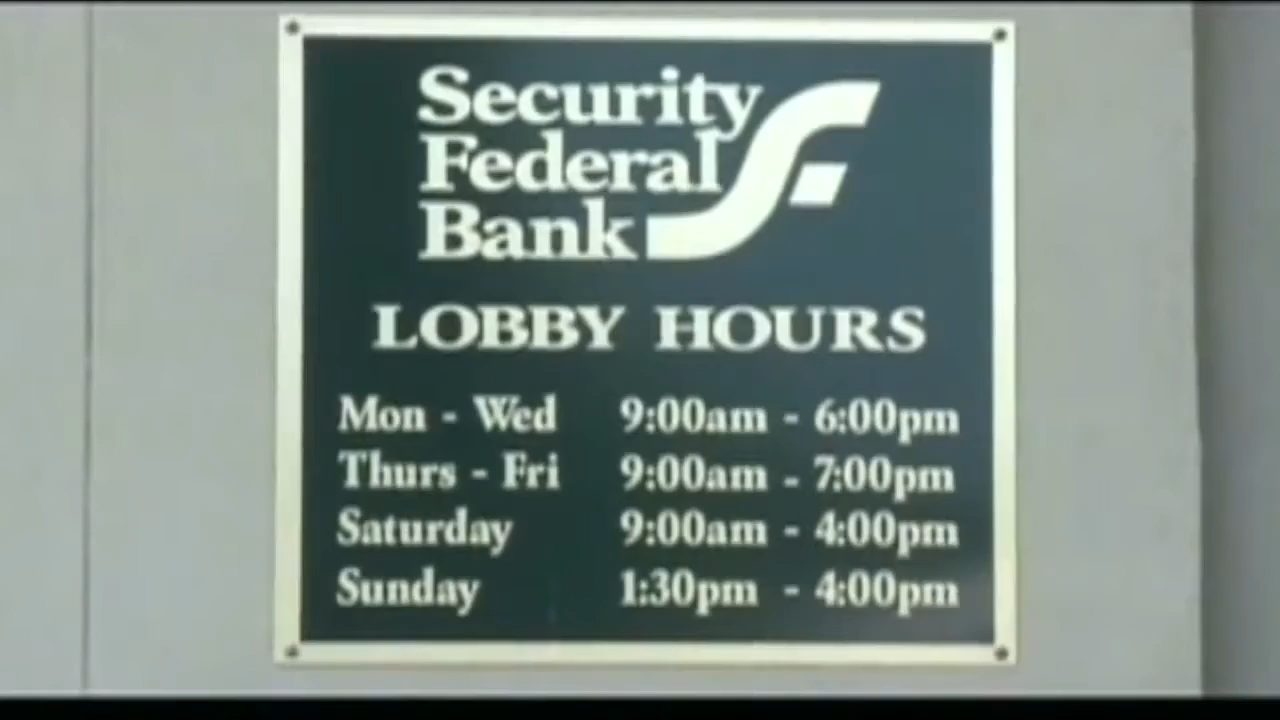 Security
Federal
Bank
LOBBY HOURS
Mon - Wed 9:00am - 6:00pm
Thurs - Fri 9:00am - 7:00pm
Saturday 9:00am - 4:00pm
Sunday 1:30pm - 4:00pm